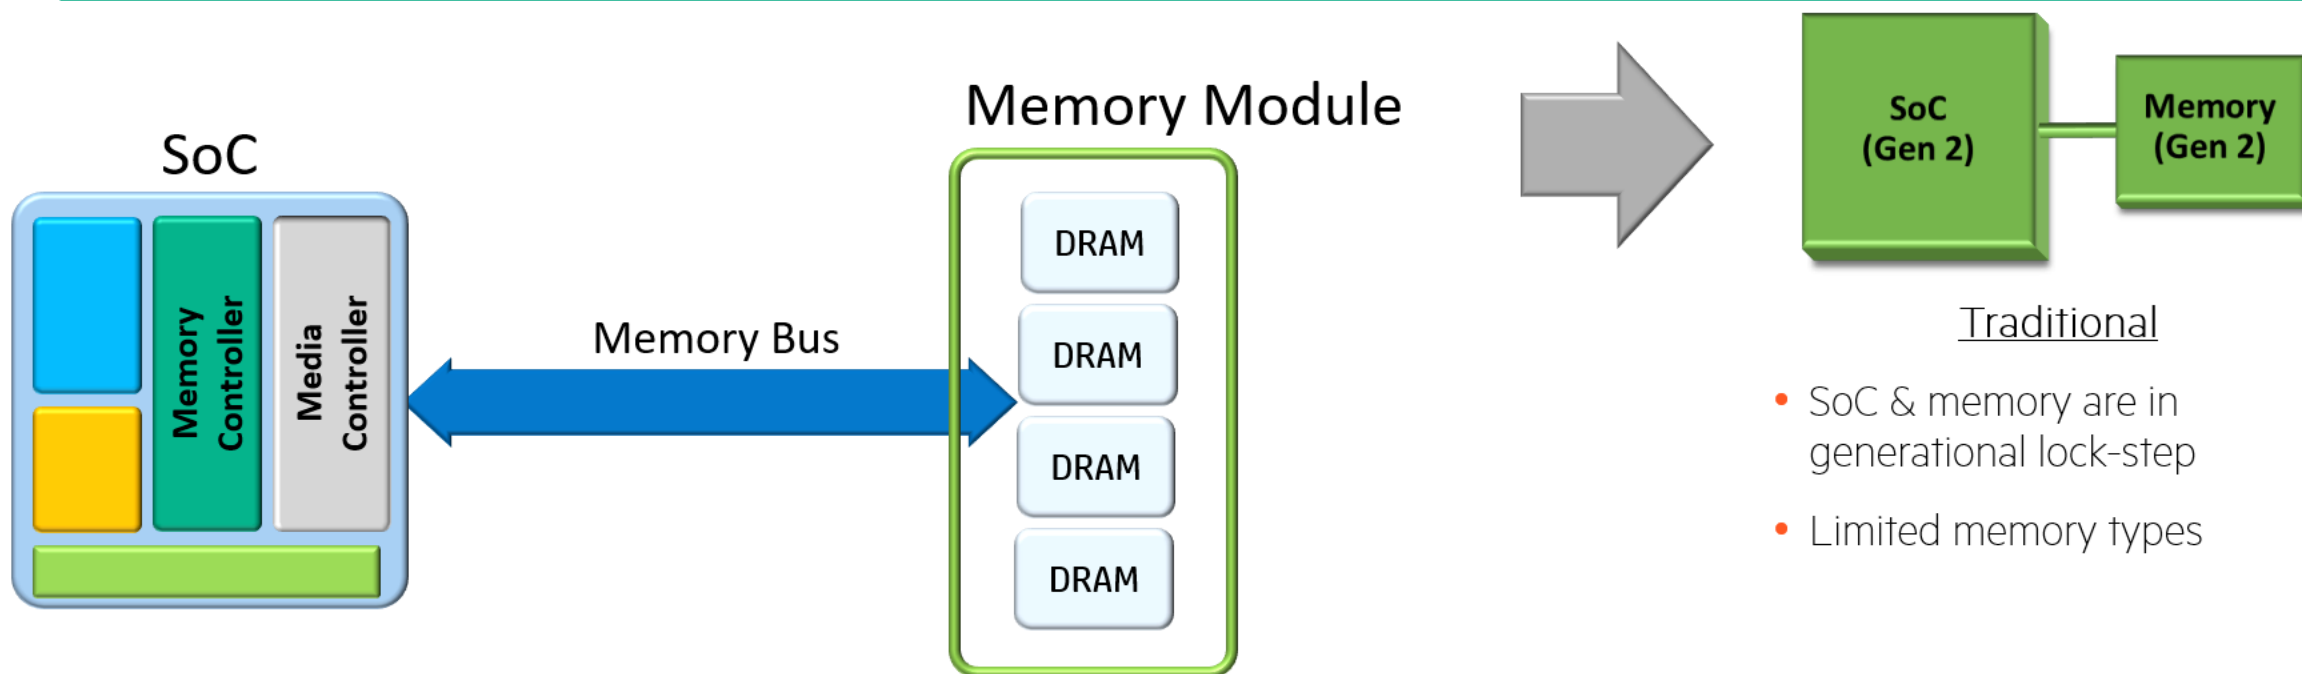 SoC
Memory
Controller
Media
Controller
Memory Bus
Memory Module
DRAM
DRAM
DRAM
DRAM
SoC
(Gen 2)
Memory
(Gen 2)
Traditional
• SoC & memory are in
generational lock-step
• Limited memory types